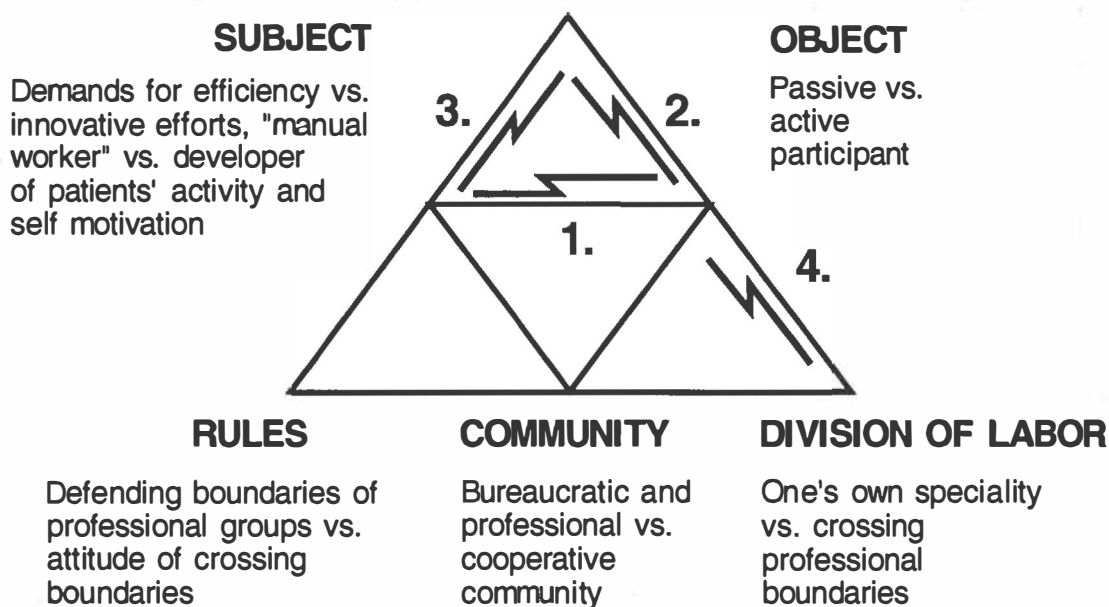 SUBJECT
Demands for efficiency vs.
innovative efforts, "manual
worker" vs. developer
of patients' activity and
self motivation
OBJECT
Passive vs.
active
participant
3.
2.
1.
4.
RULES
Defending boundaries of
professional groups vs.
attitude of crossing
boundaries
COMMUNITY
Bureaucratic and
professional vs.
cooperative
community
DIVISION OF LABOR
One's own speciality
vs. crossing
professional
boundaries